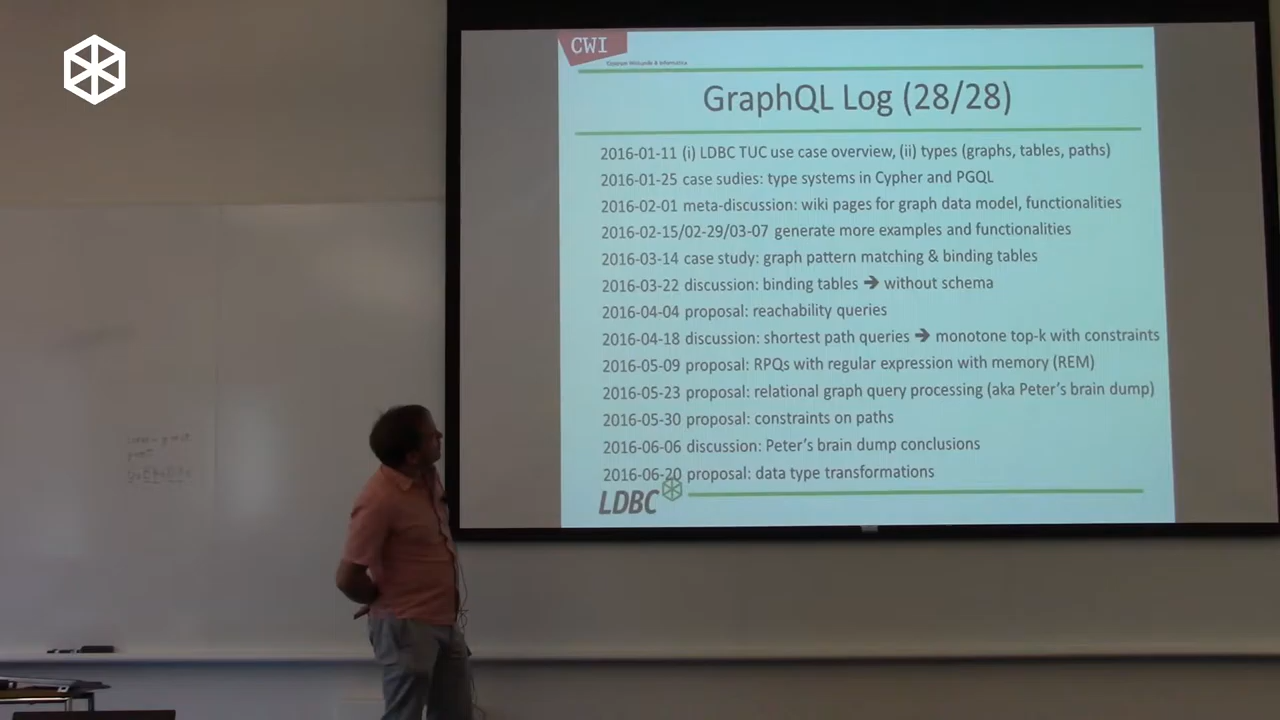 CWI
Centrum Wiskunde & Informatica
GraphQL Log (28/28)
2016-01-11 (i) LDBC TUC use case overview, (ii) types (graphs, tables, paths)
2016-01-25 case sudies: type systems in Cypher and PGQL
2016-02-01 meta-discussion: wiki pages for graph data model, functionalities
2016-02-15/02-29/03-07 generate more examples and functionalities
2016-03-14 case study: graph pattern matching & binding tables
2016-03-22 discussion: binding tables ➔ without schema
2016-04-04 proposal: reachability queries
2016-04-18 discussion: shortest path queries ➔ monotone top-k with constraints
2016-05-09 proposal: RPQs with regular expression with memory (REM)
2016-05-23 proposal: relational graph query processing (aka Peter's brain dump)
2016-05-30 proposal: constraints on paths
2016-06-06 discussion: Peter's brain dump conclusions
2016-06-20 proposal: data type transformations
LDBC